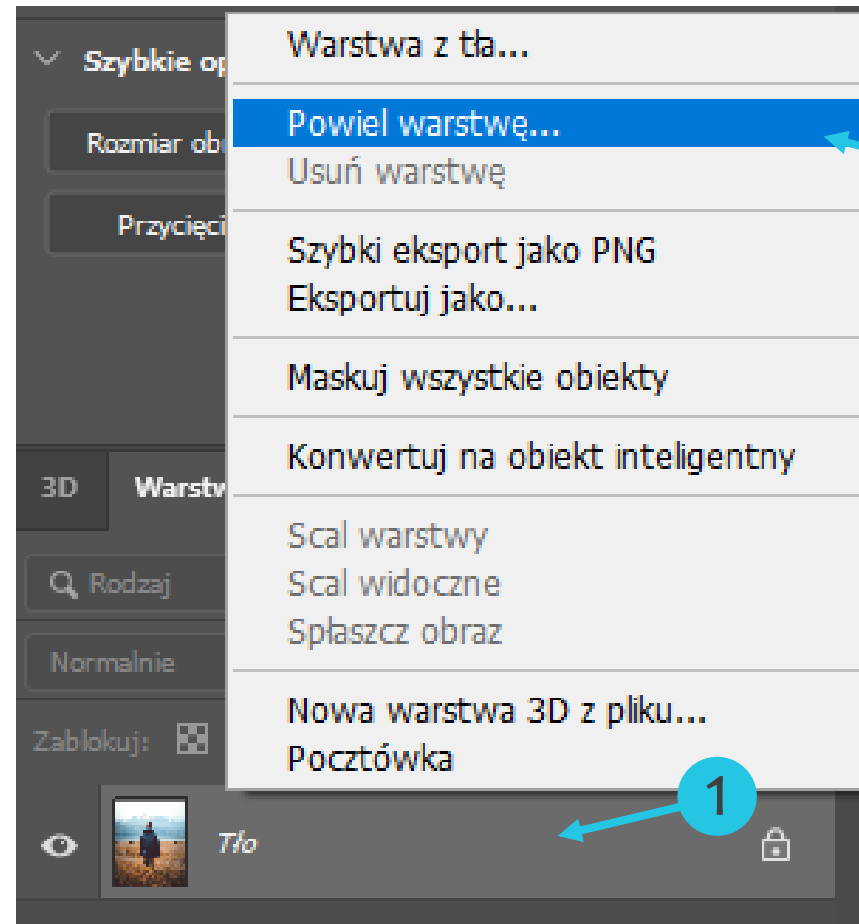 Szybkie op
Rozmiar ob
Przycięci
Warstwa z tła...
Powiel warstwę...
Usuń warstwę
Szybki eksport jako PNG
Eksportuj jako...
Maskuj wszystkie obiekty
Konwertuj na obiekt inteligentny
Scal warstwy
Scal widoczne
Spłaszcz obraz
Nowa warstwa 3D z pliku...
Pocztówka
3D Warstw
Rodzaj
Normalnie
Zablokuj:
1
Tło